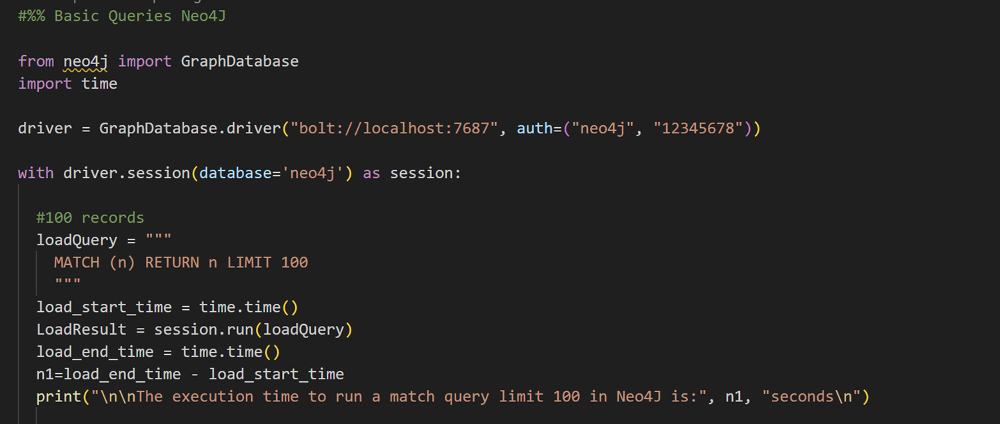 #%% Basic Queries Neo4J
from neo4j import GraphDatabase
import time
driver = GraphDatabase.driver("bolt://localhost:7687", auth=("neo4j", "12345678"))
with driver.session(database='neo4j') as session:
#100 records
loadQuery = """
MATCH (n) RETURN n LIMIT 100
"""
load_start_time = time.time()
LoadResult = session.run(loadQuery)
load_end_time = time.time()
n1=load_end_time - load_start_time
print("\n\nThe execution time to run a match query limit 100 in Neo4J is:", n1, "seconds\n")